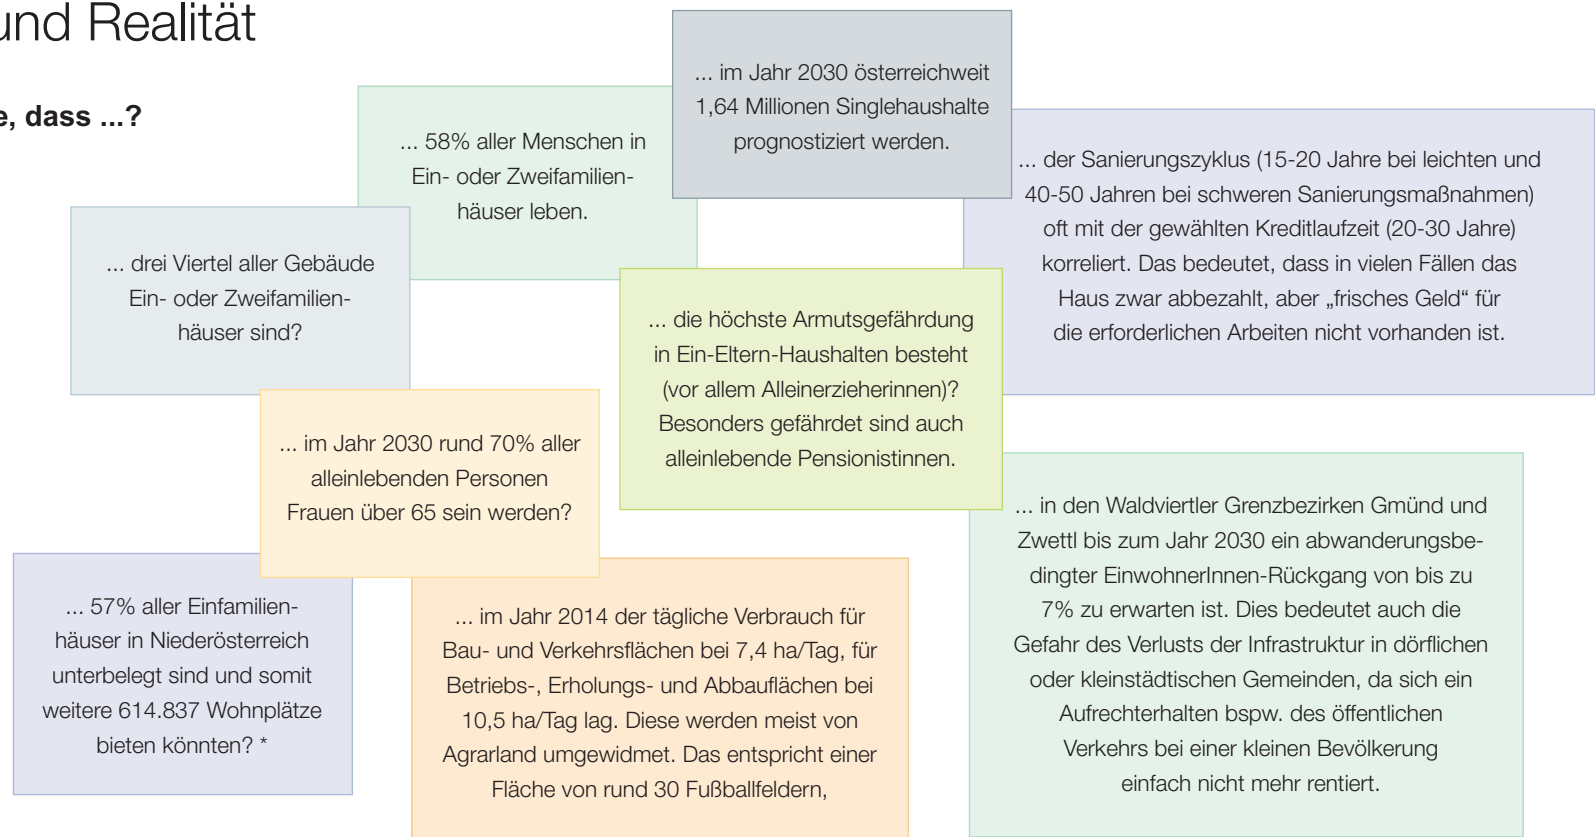 und Realität
e, dass ...?
... im Jahr 2030 österreichweit
1,64 Millionen Singlehaushalte
prognostiziert werden.
... 58% aller Menschen in
Ein- oder Zweifamilien-
häuser leben.
... der Sanierungszyklus (15-20 Jahre bei leichten und
40-50 Jahren bei schweren Sanierungsmaßnahmen)
oft mit der gewählten Kreditlaufzeit (20-30 Jahre)
korreliert. Das bedeutet, dass in vielen Fällen das
Haus zwar abbezahlt, aber „frisches Geld“ für
die erforderlichen Arbeiten nicht vorhanden ist.
... drei Viertel aller Gebäude
Ein- oder Zweifamilien-
häuser sind?
... die höchste Armutsgefährdung
in Ein-Eltern-Haushalten besteht
(vor allem Alleinerzieherinnen)?
Besonders gefährdet sind auch
alleinlebende Pensionistinnen.
... im Jahr 2030 rund 70% aller
alleinlebenden Personen
Frauen über 65 sein werden?
... in den Waldviertler Grenzbezirken Gmünd und
Zwettl bis zum Jahr 2030 ein abwanderungsbe-
dingter EinwohnerInnen-Rückgang von bis zu
7% zu erwarten ist. Dies bedeutet auch die
Gefahr des Verlusts der Infrastruktur in dörflichen
oder kleinstädtischen Gemeinden, da sich ein
Aufrechterhalten bspw. des öffentlichen
Verkehrs bei einer kleinen Bevölkerung
einfach nicht mehr rentiert.
... 57% aller Einfamilien-
häuser in Niederösterreich
unterbelegt sind und somit
weitere 614.837 Wohnplätze
bieten könnten? *
... im Jahr 2014 der tägliche Verbrauch für
Bau- und Verkehrsflächen bei 7,4 ha/Tag, für
Betriebs-, Erholungs- und Abbauflächen bei
10,5 ha/Tag lag. Diese werden meist von
Agrarland umgewidmet. Das entspricht einer
Fläche von rund 30 Fußballfeldern,